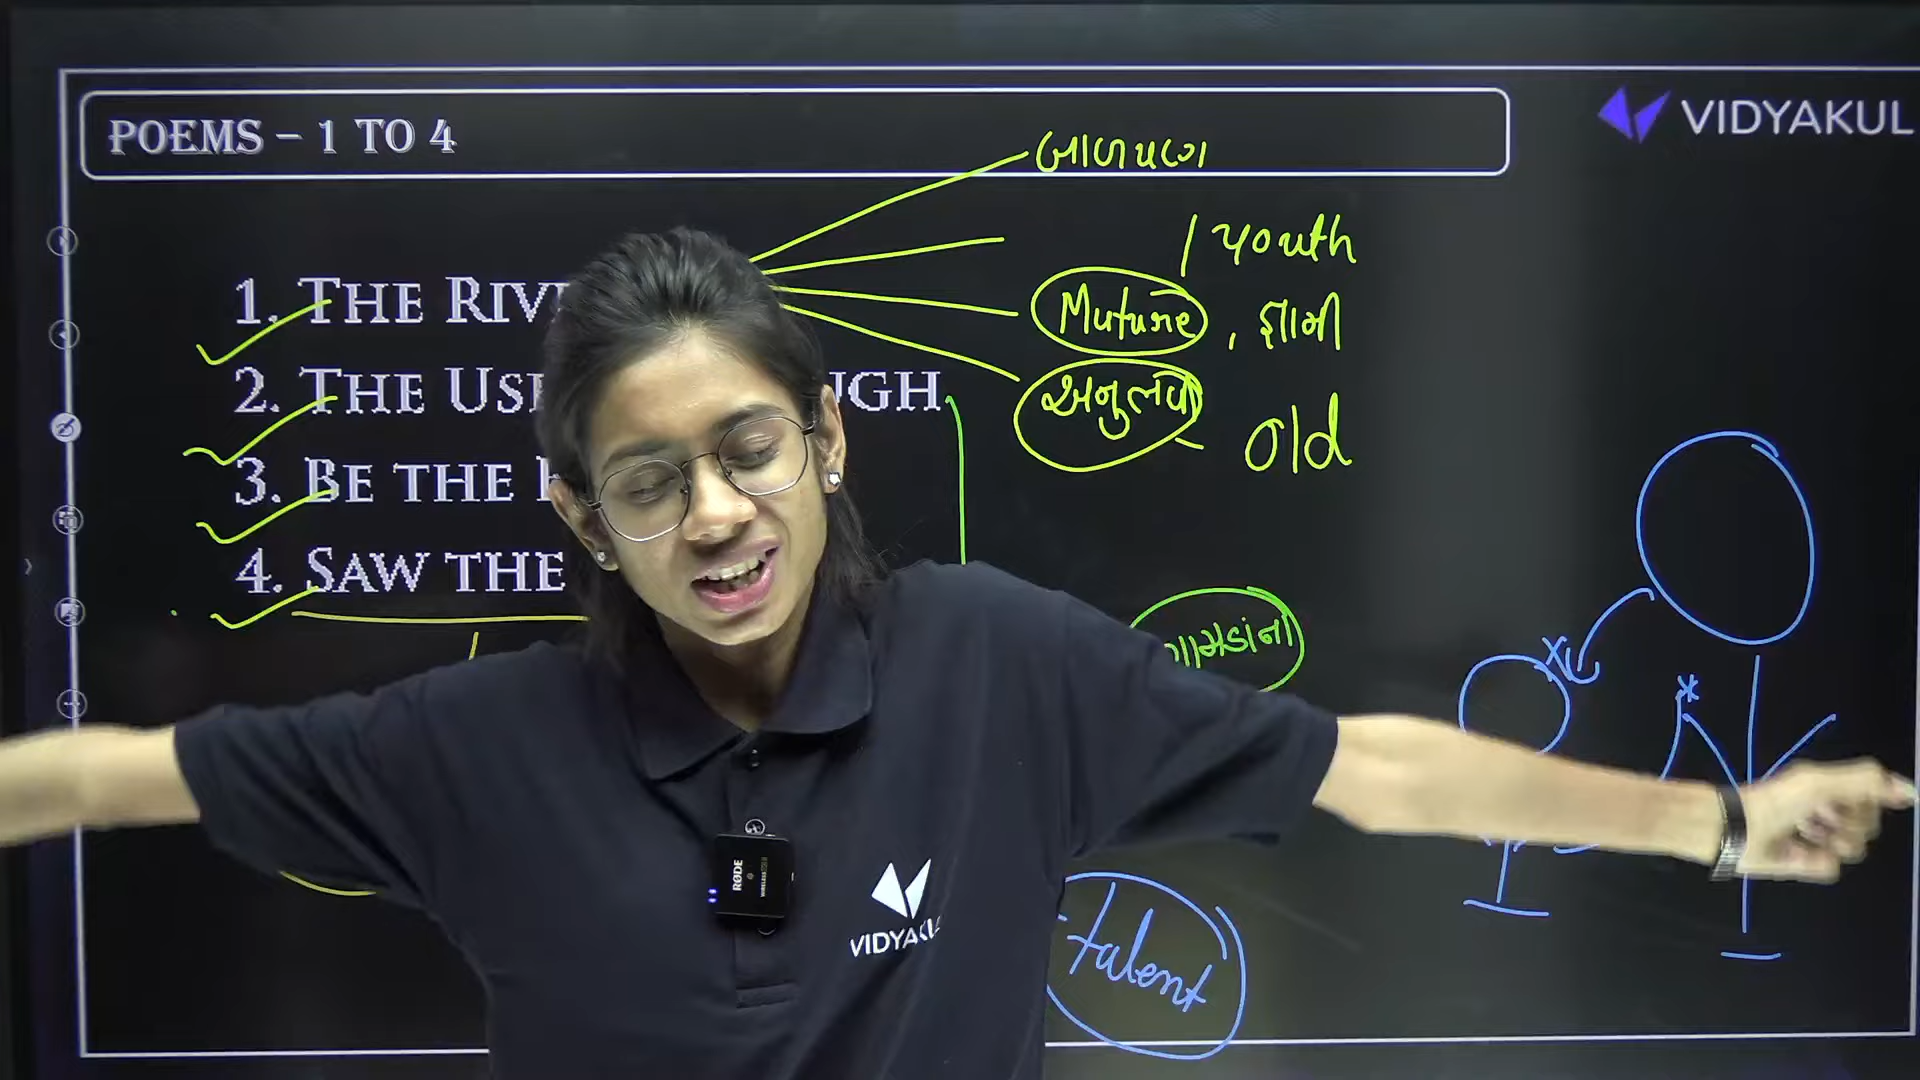 POEMS – 1 TO 4
VIDYAKUL
બાળપણ
1. THE RIV
youth
Muture
, જ્ઞાની
2. THE USE
UGH
અનુભવી
old
3. BE THE
4. SAW THE
ગામડાંના
RØDE
VIDYAKUL
talent